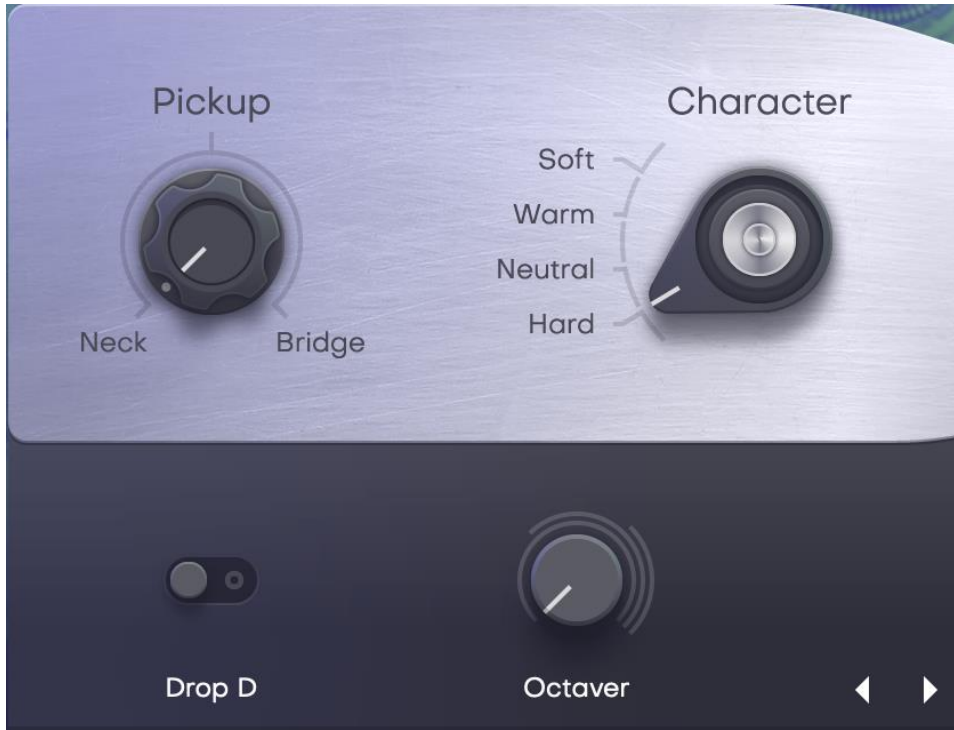 Pickup
Character
Soft
Warm
Neutral
Hard
Neck
Bridge
Drop D
Octaver